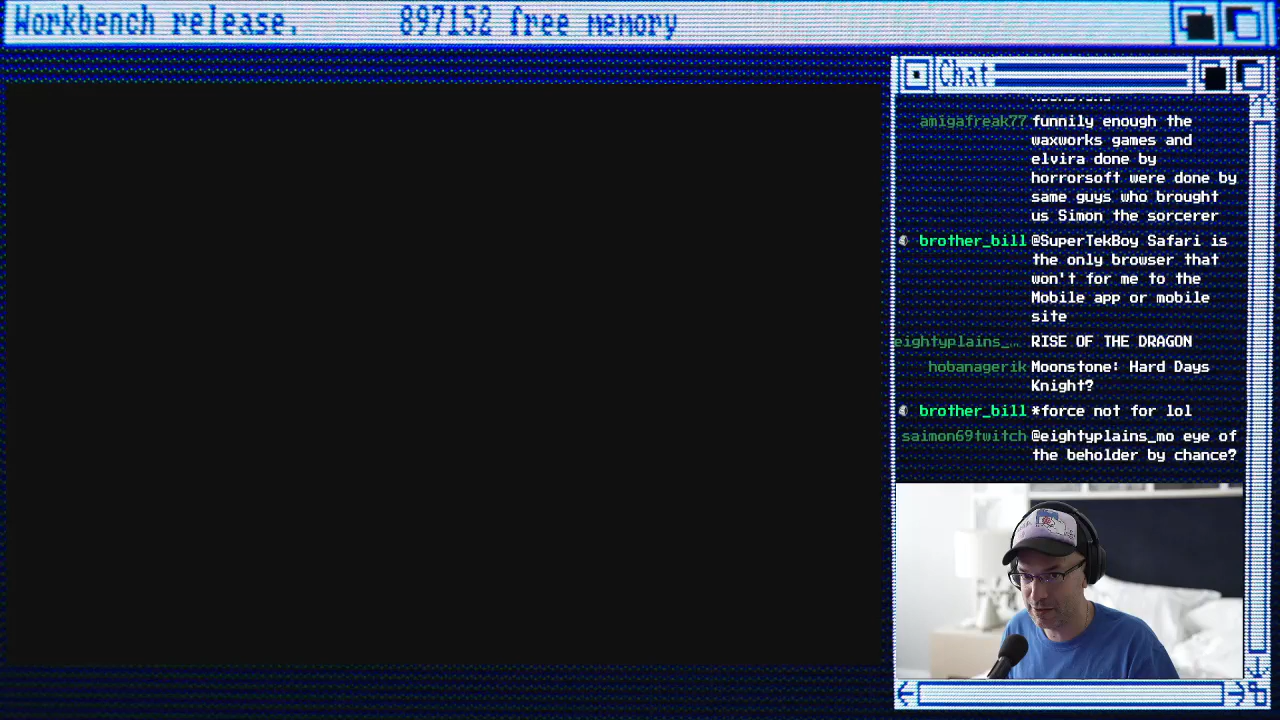 Workbench release. 897152 free memory
Chat
amigafreak77 funnily enough the
waxworks games and
elvira done by
horrorsoft were done by
same guys who brought
us Simon the sorcerer
brother_bill @SuperTekBoy Safari is
the only browser that
won't for me to the
Mobile app or mobile
site
eightyplains_… RISE OF THE DRAGON
hobanagerik Moonstone: Hard Days
Knight?
brother_bill *force not for lol
saimon69twitch @eightyplains_mo eye of
the beholder by chance?